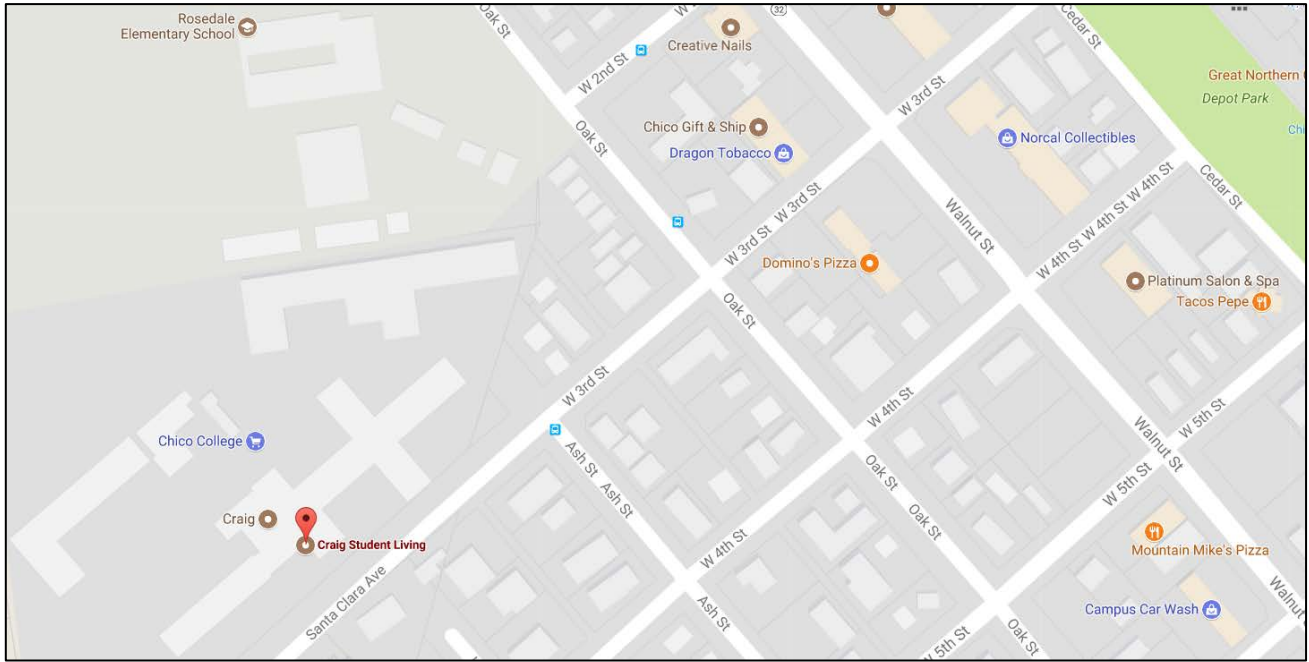 Rosedale
Elementary School
Oak St
W 2nd St
32
Creative Nails
Cedar St
Great Northern
Depot Park
W 3rd St
Oak St
Chico Gift & Ship
Dragon Tobacco
Norcal Collectibles
W 4th St
W 4th St
Cedar St
W 3rd St
W 3rd St
Walnut St
Domino's Pizza
Platinum Salon & Spa
Tacos Pepe
Oak St
W 3rd St
W 4th St
W 5th St
Walnut St
Chico College
Ash St
Ash St
Oak St
W 5th St
Craig
Craig Student Living
Oak St
W 4th St
Mountain Mike's Pizza
Santa Clara Ave
Ash St
Campus Car Wash
Walnut St
W 5th St
Oak St